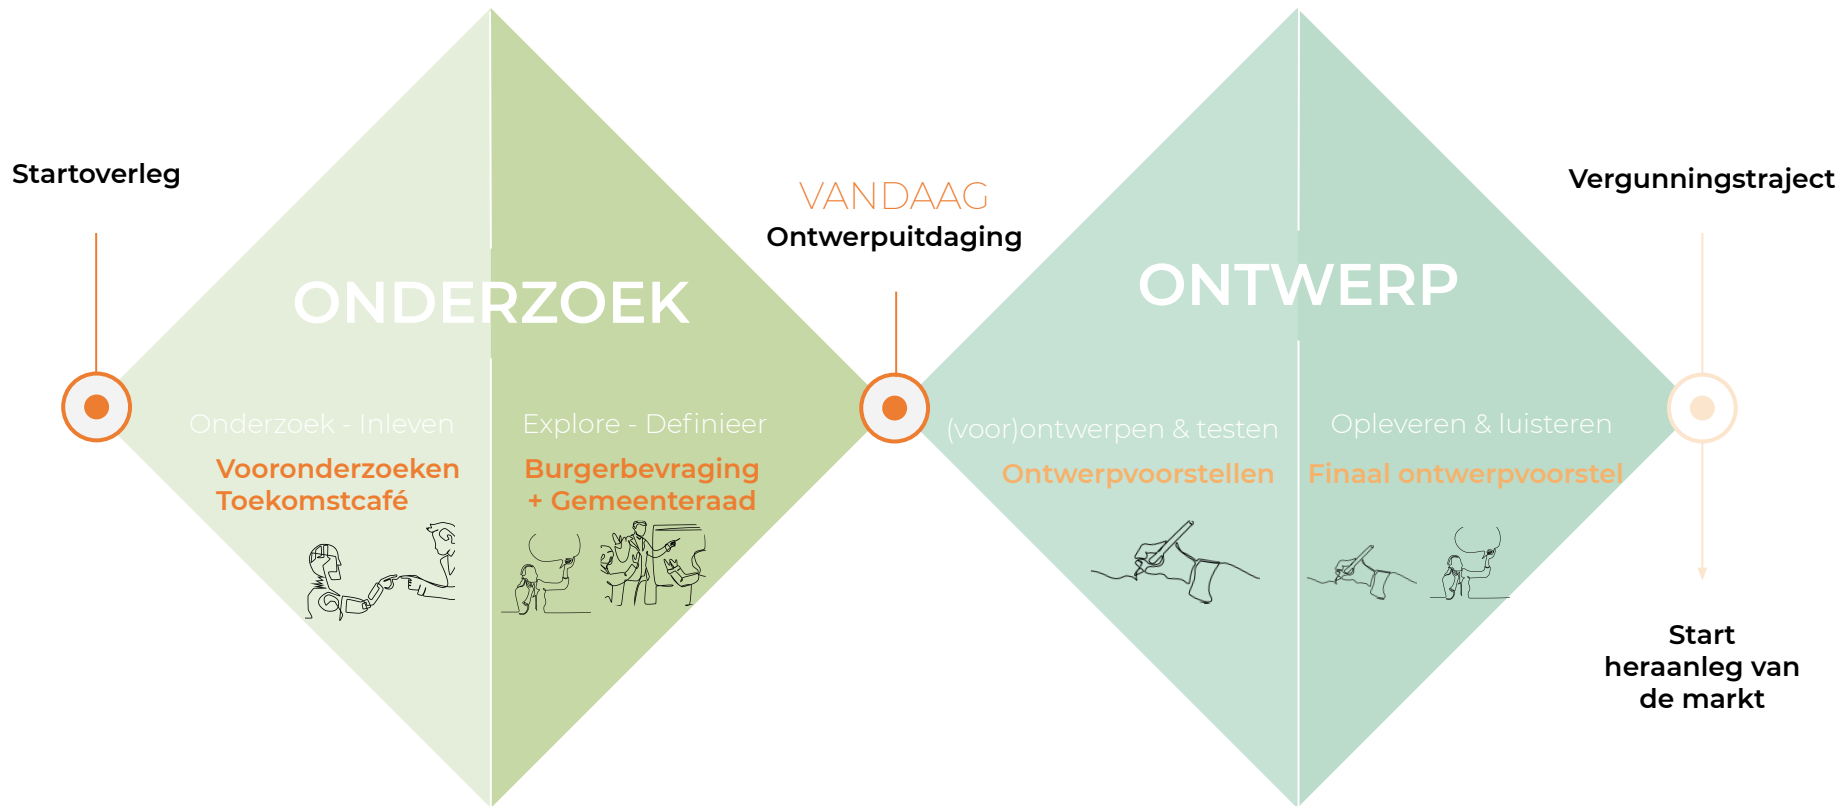 Startoverleg
ONDERZOEK
Onderzoek - Inleven
Vooronderzoeken
Toekomstcafé
Explore - Definieer
Burgerbevraging
+ Gemeenteraad
VANDAAG
Ontwerpuitdaging
ONTWERP
(voor)ontwerpen & testen
Ontwerpvoorstellen
Opleveren & luisteren
Finaal ontwerpvoorstel
Vergunningstraject
Start
heraanleg van
de markt